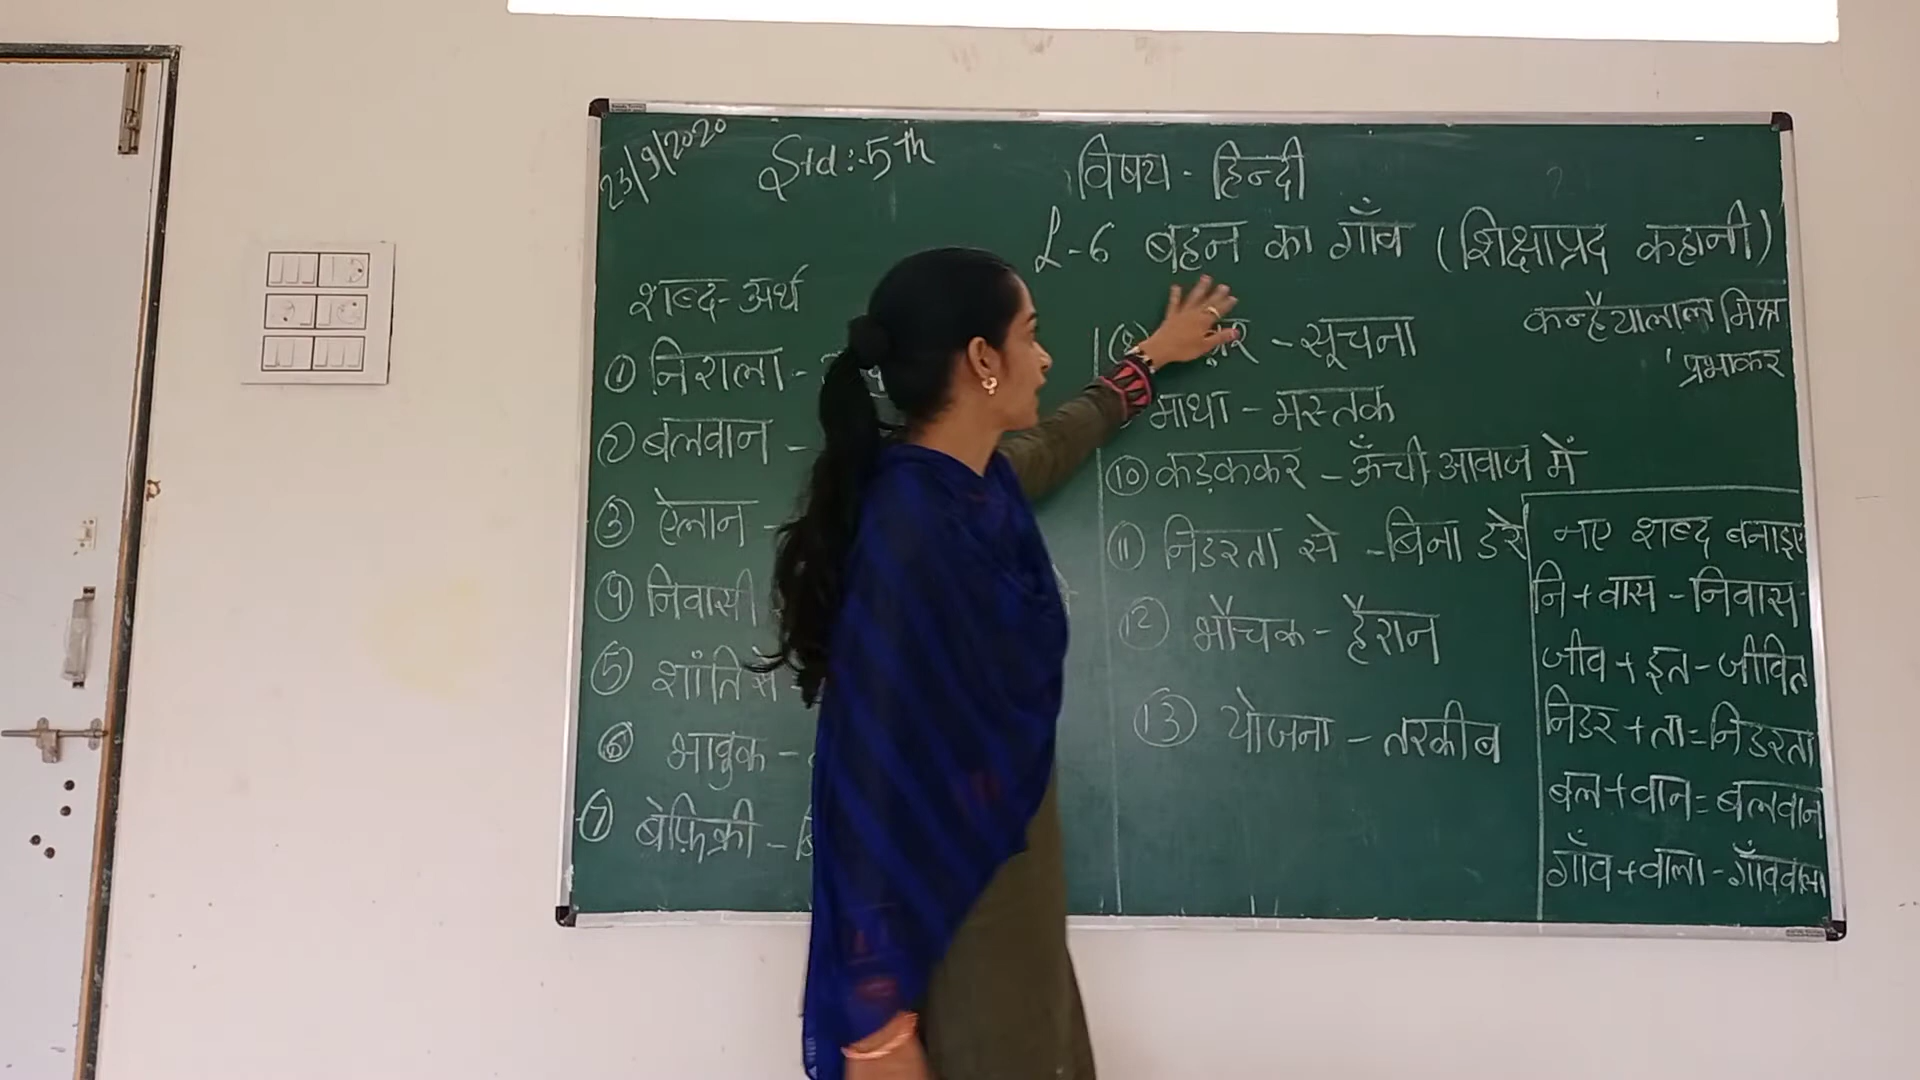 23/9/2020
Std:-5th
विषय - हिन्दी
L-6 बहन का गाँव (शिक्षाप्रद कहानी)
कन्हैयालाल मिश्र
'प्रभाकर
शब्द-अर्थ
① निराला -
② बलवान -
③ ऐलान -
④ निवासी -
⑤ शांति से -
⑥ भावुक -
⑦ बेफ़िक्री -
- सूचना
माथा - मस्तक
⑩ कड़ककर - ऊँची आवाज में
⑪ निडरता से - बिना डरे
⑫ भौचक - हैरान
⑬ योजना - तरकीब
नए शब्द बनाइए
नि + वास - निवास
जीव + इत - जीवित
निडर + ता = निडरता
बल + वान = बलवान
गाँव + वाला - गाँववाला